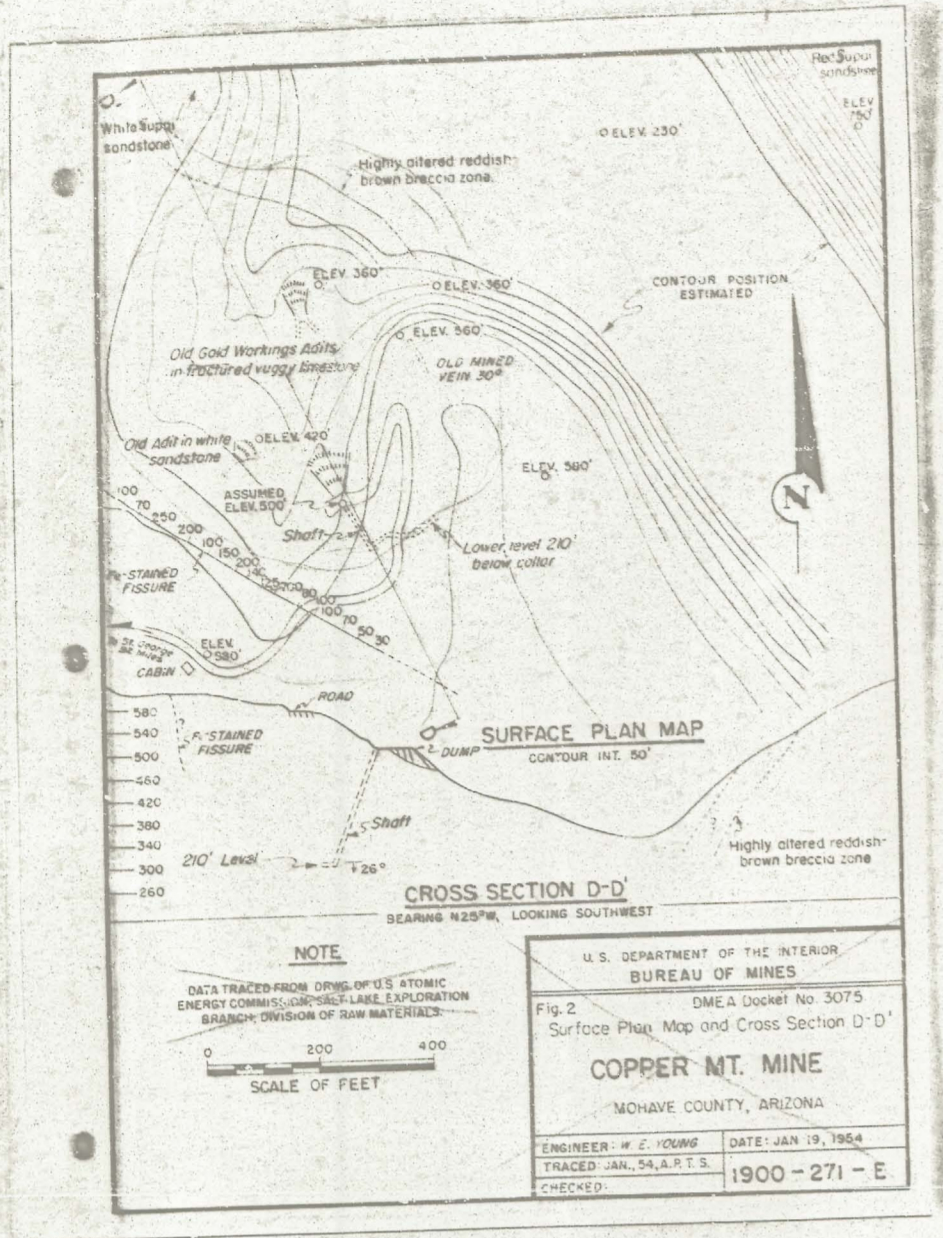 Red Supai
sandstone
ELEV
750'
White Supai
sandstone
ELEV. 230'
Highly altered reddish-
brown breccia zone.
ELEV. 360'
ELEV. 360'
CONTOUR POSITION
ESTIMATED
ELEV. 560'
Old Gold Workings Adits
in fractured vuggy limestone
OLD MINED
VEIN 30°
Old Adit in white
sandstone
ELEV. 420'
ELEV. 580'
ASSUMED
ELEV. 500'
N
Shaft
Lower level 210'
below collar
100
70
250
200
100
150
200
140
80
100
100
70
50
30
Fe-STAINED
FISSURE
To St. George
Miles
ELEV.
590'
CABIN
ROAD
580
540
500
460
420
380
340
300
260
Fe-STAINED
FISSURE
DUMP
SURFACE PLAN MAP
CONTOUR INT. 50'
Shaft
210' Level
26°
Highly altered reddish-
brown breccia zone
CROSS SECTION D-D'
BEARING N25°W, LOOKING SOUTHWEST
NOTE
DATA TRACED FROM DRWG. OF U.S. ATOMIC
ENERGY COMMISSION, SALT LAKE EXPLORATION
BRANCH, DIVISION OF RAW MATERIALS.
0 200 400
SCALE OF FEET
U. S. DEPARTMENT OF THE INTERIOR
BUREAU OF MINES
Fig. 2 DMEA Docket No. 3075
Surface Plan Map and Cross Section D-D'
COPPER MT. MINE
MOHAVE COUNTY, ARIZONA
ENGINEER: W. E. YOUNG DATE: JAN 19, 1954
TRACED: JAN., 54, A.P.T.S. 1900-271-E
CHECKED: